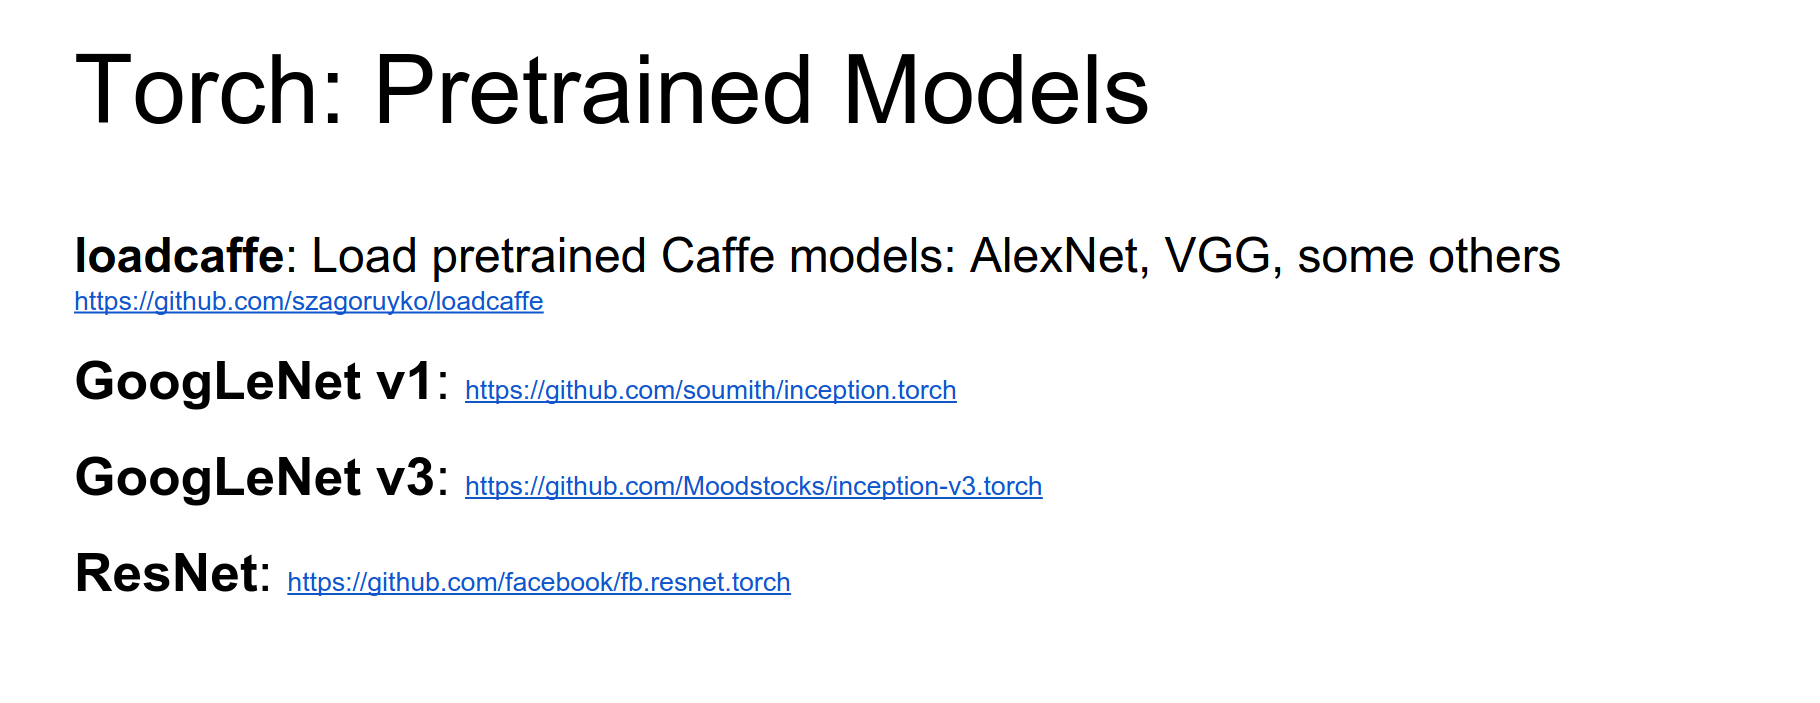 Torch: Pretrained Models
loadcaffe: Load pretrained Caffe models: AlexNet, VGG, some others
https://github.com/szagoruyko/loadcaffe
GoogLeNet v1: https://github.com/soumith/inception.torch
GoogLeNet v3: https://github.com/Moodstocks/inception-v3.torch
ResNet: https://github.com/facebook/fb.resnet.torch